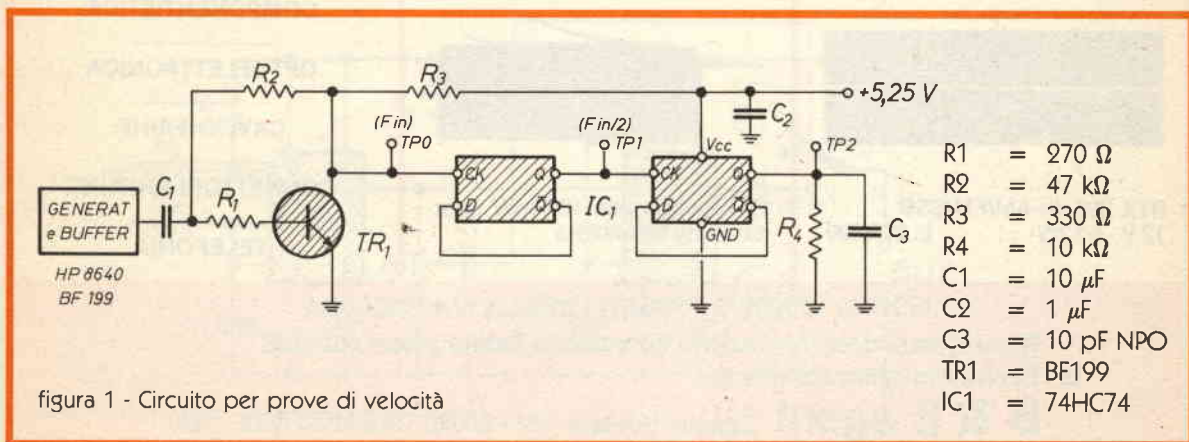 R2
R3
+5,25 V
C2
(Fin)
TP0
(Fin/2)
TP1
Vcc
TP2
CK
Q
CK
Q
GENERAT
e BUFFER
C1
R1
D
Q̅
IC1
D
Q̅
GND
R4
C3
TR1
HP 8640
BF 199
R1 = 270 Ω
R2 = 47 kΩ
R3 = 330 Ω
R4 = 10 kΩ
C1 = 10 μF
C2 = 1 μF
C3 = 10 pF NPO
TR1 = BF199
IC1 = 74HC74
figura 1 - Circuito per prove di velocità